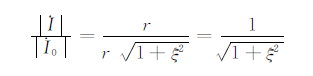 |İ| / |İ₀| = r / (r √(1+ξ²)) = 1 / √(1+ξ²)